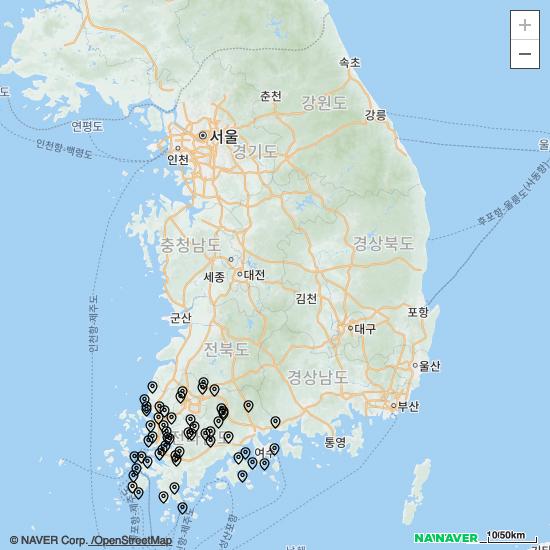 +
−
속초
춘천
강원도
강릉
도
연평도
서울
인천
경기도
인천항-백령도
울
후포항-울릉도(사동항)
충청남도
경상북도
세종
대전
인천항-제주도
김천
군산
포항
대구
전북도
울산
경상남도
부산
통영
여수
© NAVER Corp. /OpenStreetMap
NAVER
10/50km